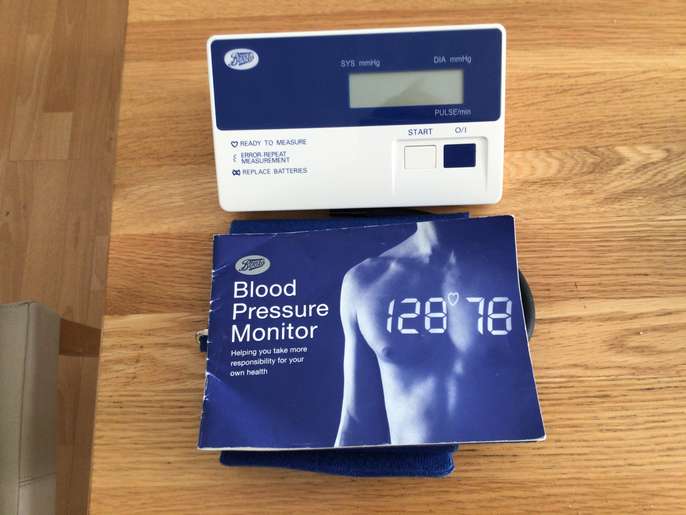 Boots
SYS mmHg DIA mmHg
PULSE/min
START O/I
READY TO MEASURE
ERROR-REPEAT
MEASUREMENT
REPLACE BATTERIES
Boots
Blood
Pressure
Monitor
128 78
Helping you take more
responsibility for your
own health